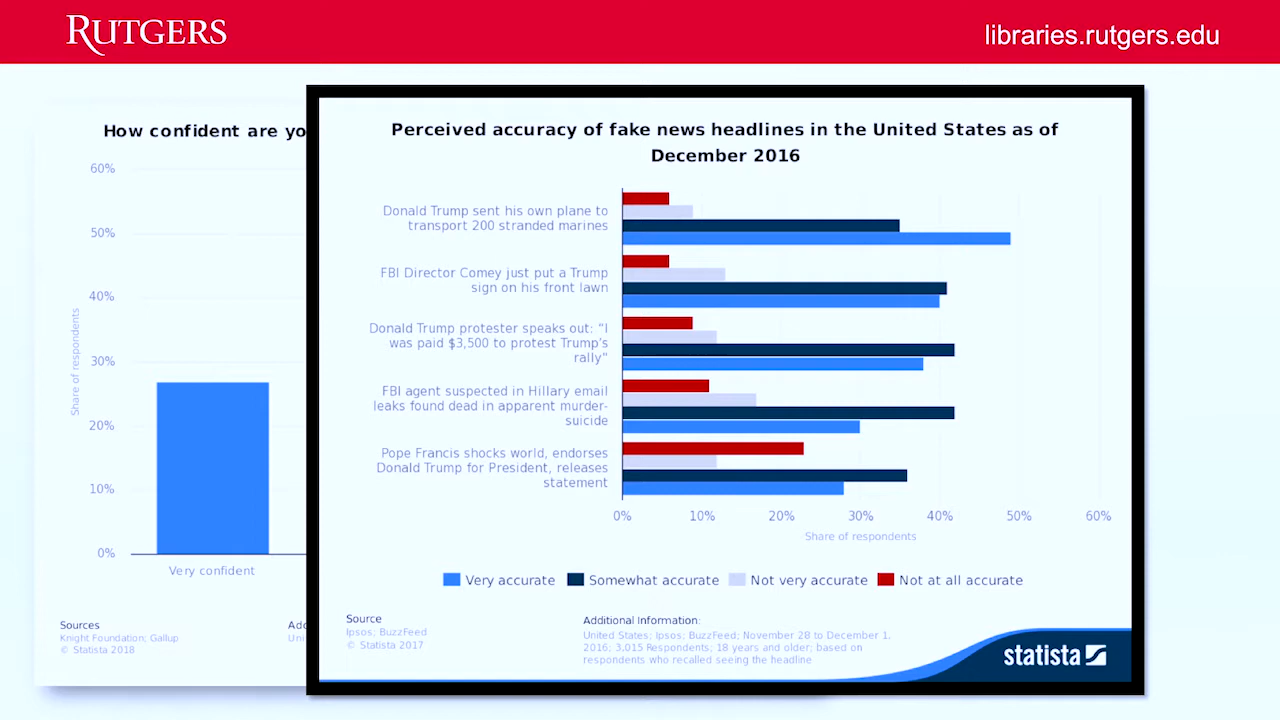 RUTGERS
libraries.rutgers.edu
How confident are yo
60%
50%
40%
30%
20%
10%
0%
Share of respondents
Very confident
Sources
Knight Foundation; Gallup
© Statista 2018
Add
Uni
Perceived accuracy of fake news headlines in the United States as of
December 2016
Donald Trump sent his own plane to
transport 200 stranded marines
FBI Director Comey just put a Trump
sign on his front lawn
Donald Trump protester speaks out: “I
was paid $3,500 to protest Trump’s
rally”
FBI agent suspected in Hillary email
leaks found dead in apparent murder-
suicide
Pope Francis shocks world, endorses
Donald Trump for President, releases
statement
0% 10% 20% 30% 40% 50% 60%
Share of respondents
Very accurate Somewhat accurate Not very accurate Not at all accurate
Source
Ipsos; BuzzFeed
© Statista 2017
Additional Information:
United States; Ipsos; BuzzFeed; November 28 to December 1,
2016; 3,015 Respondents; 18 years and older; based on
respondents who recalled seeing the headline
statista